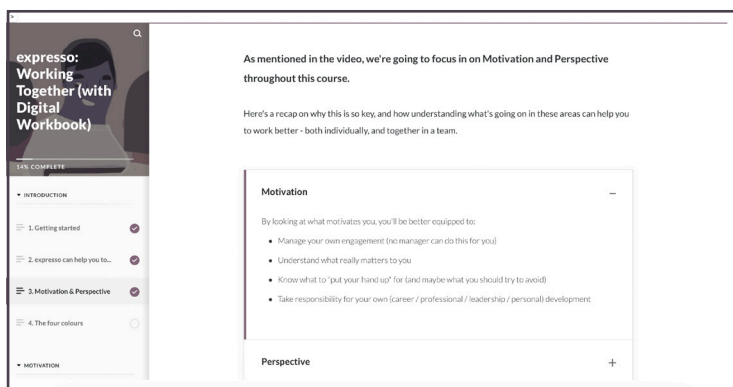 expresso:
Working
Together (with
Digital
Workbook)
14% COMPLETE
INTRODUCTION
1. Getting started
2. expresso can help you to...
3. Motivation & Perspective
4. The four colours
MOTIVATION
As mentioned in the video, we're going to focus in on Motivation and Perspective
throughout this course.
Here's a recap on why this is so key, and how understanding what's going on in these areas can help you
to work better - both individually, and together in a team.
Motivation
By looking at what motivates you, you'll be better equipped to:
Manage your own engagement (no manager can do this for you)
Understand what really matters to you
Know what to "put your hand up" for (and maybe what you should try to avoid)
Take responsibility for your own (career / professional / leadership / personal) development
Perspective